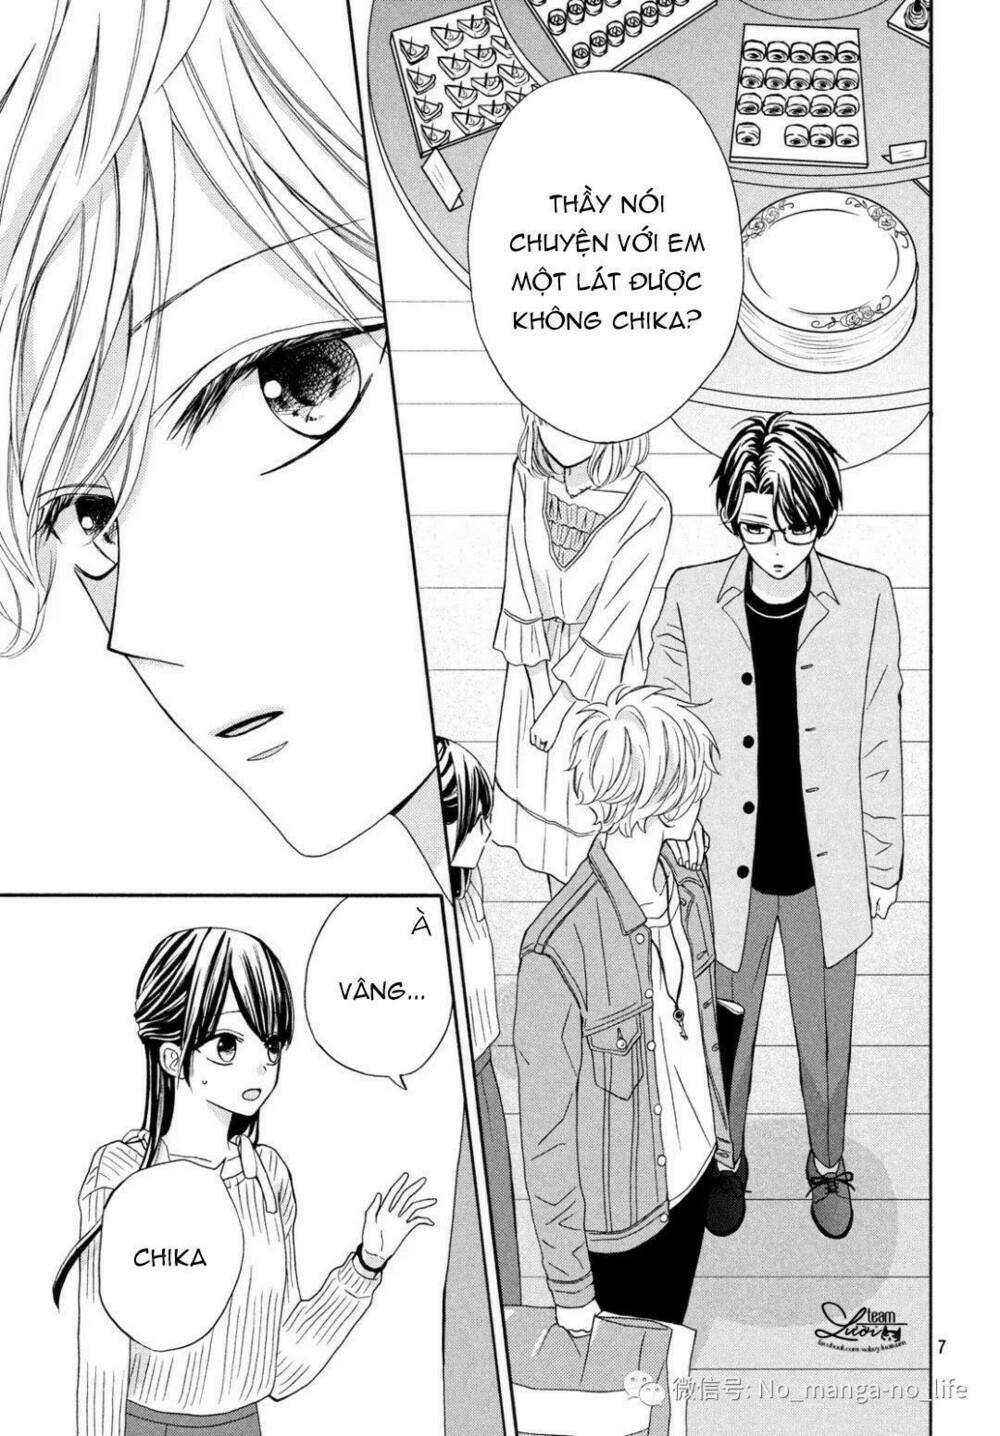 THẦY NÓI
CHUYỆN VỚI EM
MỘT LÁT ĐƯỢC
KHÔNG CHIKA?
À
VÂNG...
CHIKA
team
Lười
7
微信号: No_manga-no_life